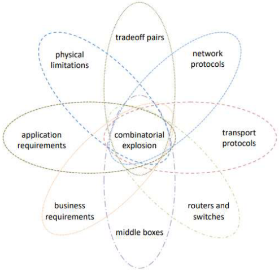 tradeoff pairs
physical
limitations
network
protocols
application
requirements
combinatorial
explosion
transport
protocols
business
requirements
routers and
switches
middle boxes